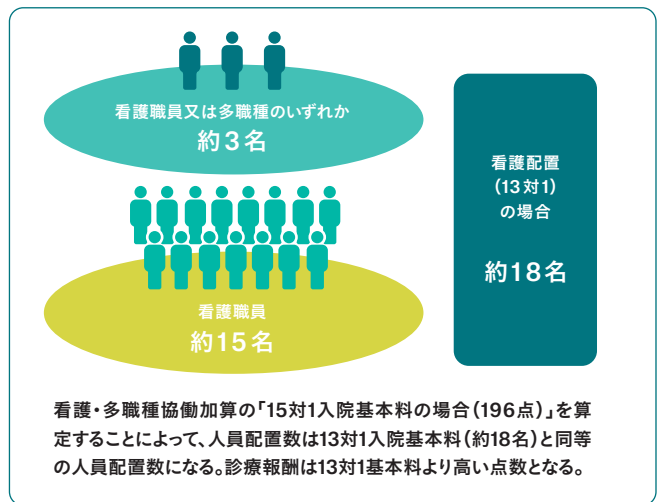 看護職員又は多職種のいずれか
約3名
看護職員
約15名
看護配置
(13対1)
の場合
約18名
看護・多職種協働加算の「15対1入院基本料の場合(196点)」を算
定することによって、人員配置数は13対1入院基本料(約18名)と同等
の人員配置数になる。診療報酬は13対1基本料より高い点数となる。